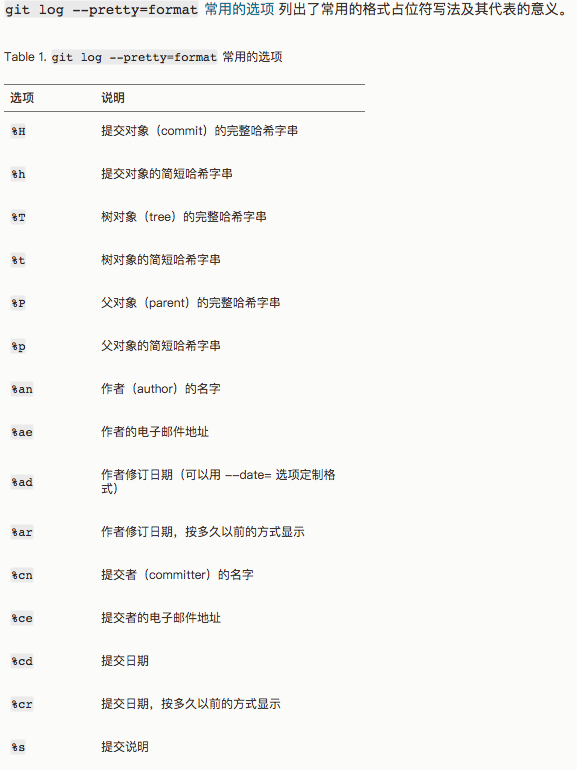 git log --pretty=format 常用的选项 列出了常用的格式占位符写法及其代表的意义。
Table 1. git log --pretty=format 常用的选项
选项 说明
%H 提交对象（commit）的完整哈希字串
%h 提交对象的简短哈希字串
%T 树对象（tree）的完整哈希字串
%t 树对象的简短哈希字串
%P 父对象（parent）的完整哈希字串
%p 父对象的简短哈希字串
%an 作者（author）的名字
%ae 作者的电子邮件地址
%ad 作者修订日期（可以用 --date= 选项定制格
式）
%ar 作者修订日期，按多久以前的方式显示
%cn 提交者（committer）的名字
%ce 提交者的电子邮件地址
%cd 提交日期
%cr 提交日期，按多久以前的方式显示
%s 提交说明